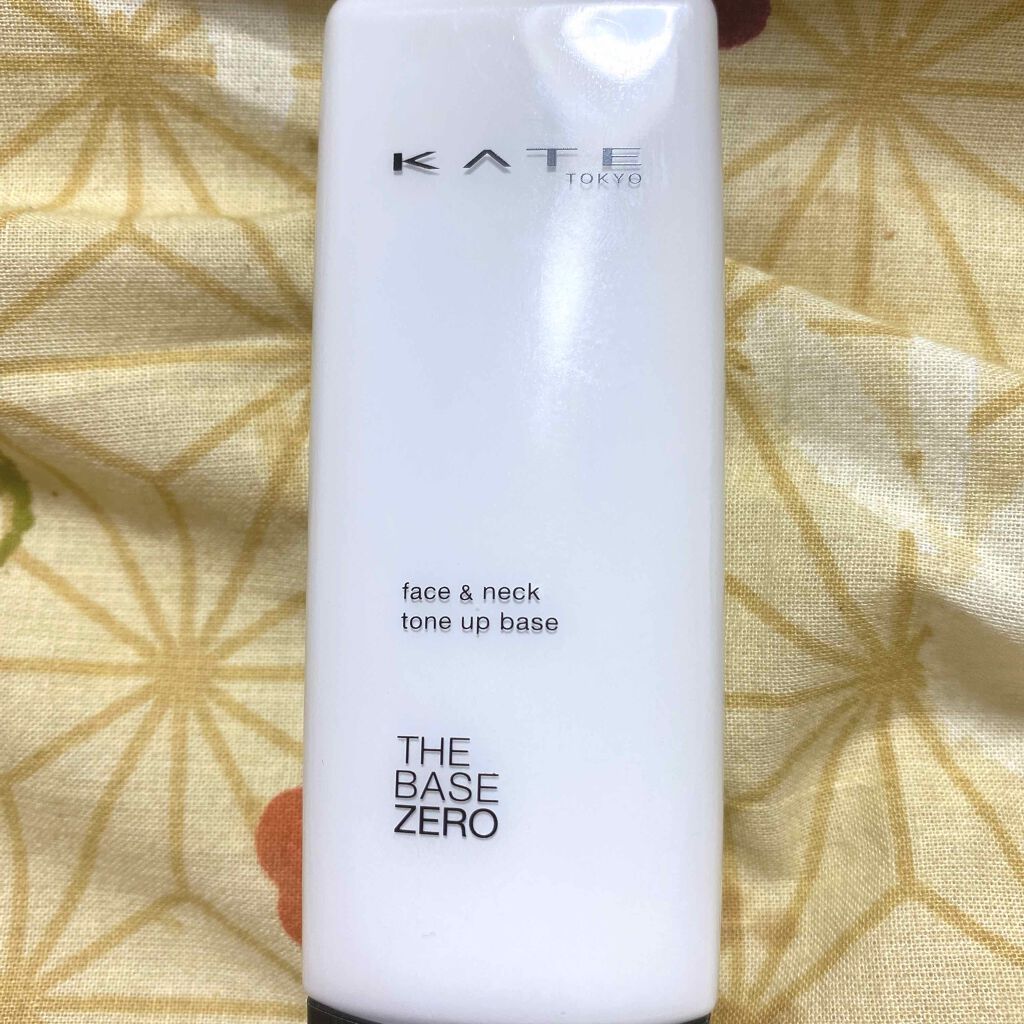 KATE
TOKYO
face & neck
tone up base
THE
BASE
ZERO